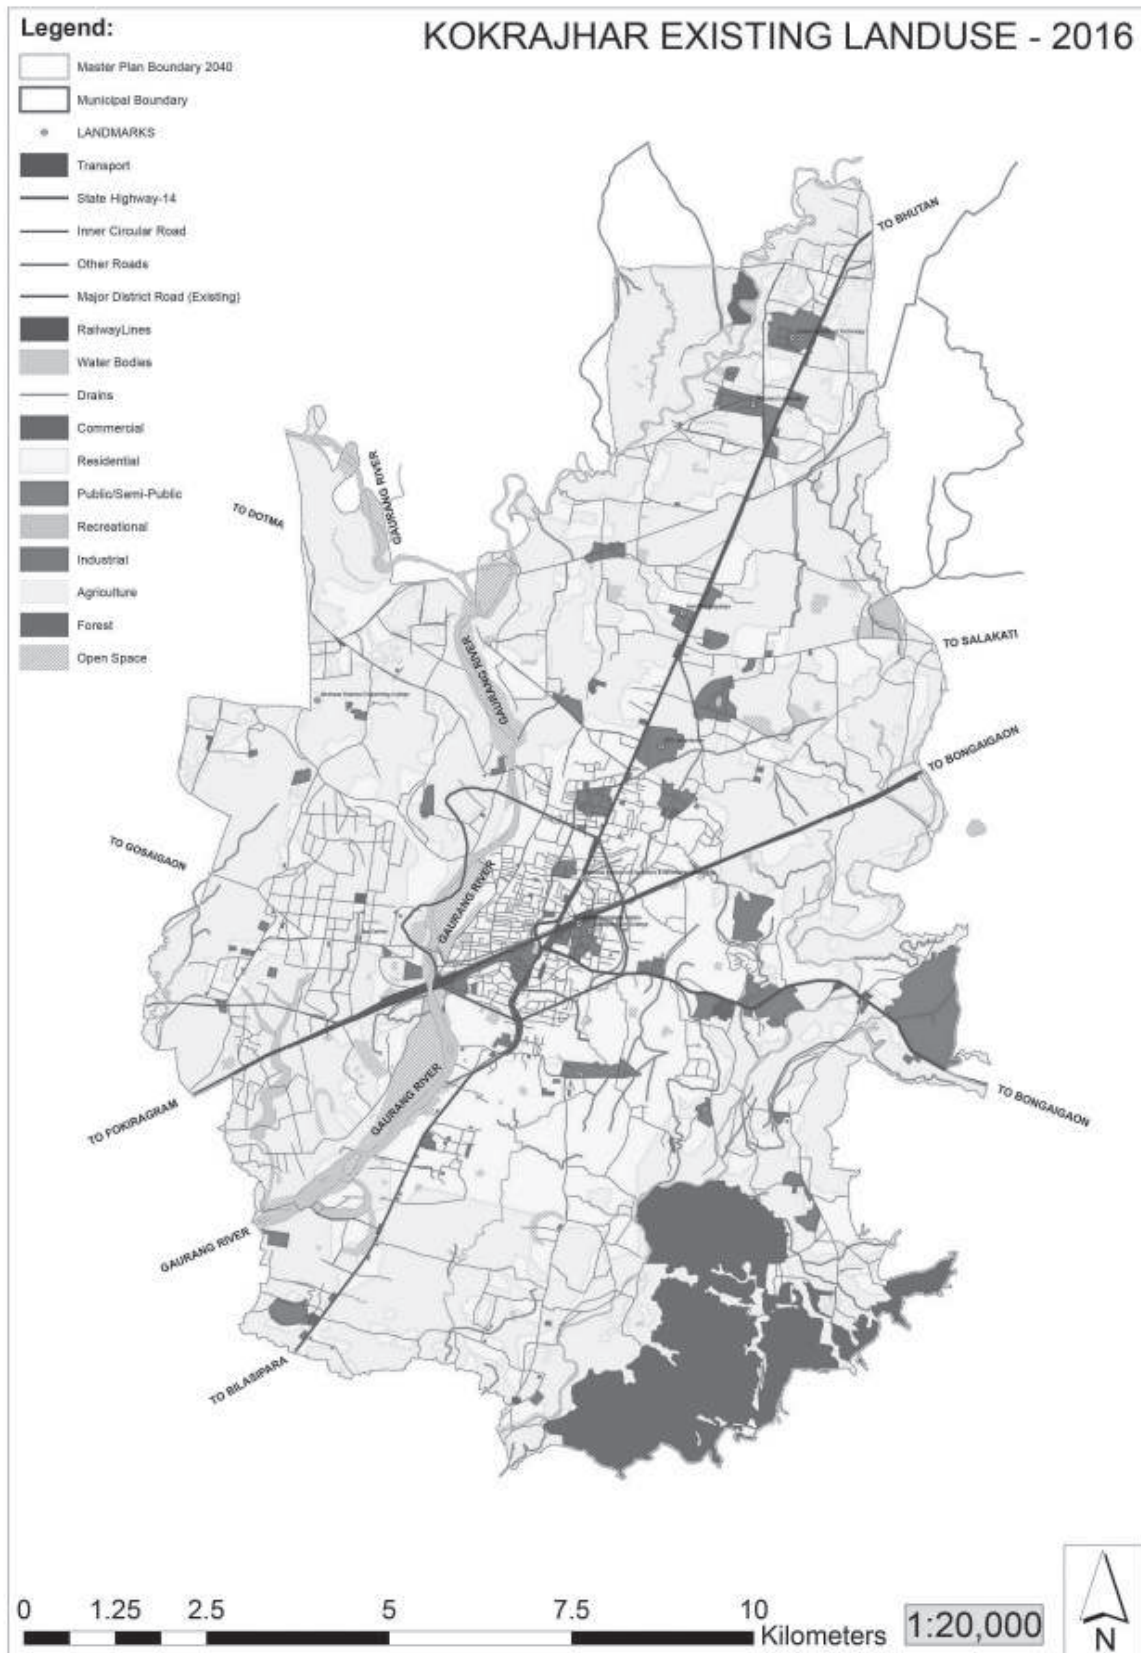 Legend:
KOKRAJHAR EXISTING LANDUSE - 2016
Master Plan Boundary 2040
Municipal Boundary
LANDMARKS
Transport
State Highway-14
Inner Circular Road
Other Roads
Major District Road (Existing)
RailwayLines
Water Bodies
Drains
Commercial
Residential
Public/Semi-Public
Recreational
Industrial
Agriculture
Forest
Open Space
TO BHUTAN
GAURANG RIVER
TO DOTMA
TO SALAKATI
GAURANG RIVER
GAURANG RIVER
TO BONGAIGAON
TO GOSAIGAON
GAURANG RIVER
TO FOKIRAGRAM
GAURANG RIVER
TO BONGAIGAON
GAURANG RIVER
TO BILASIPARA
0 1.25 2.5 5 7.5 10
Kilometers
1:20,000
N